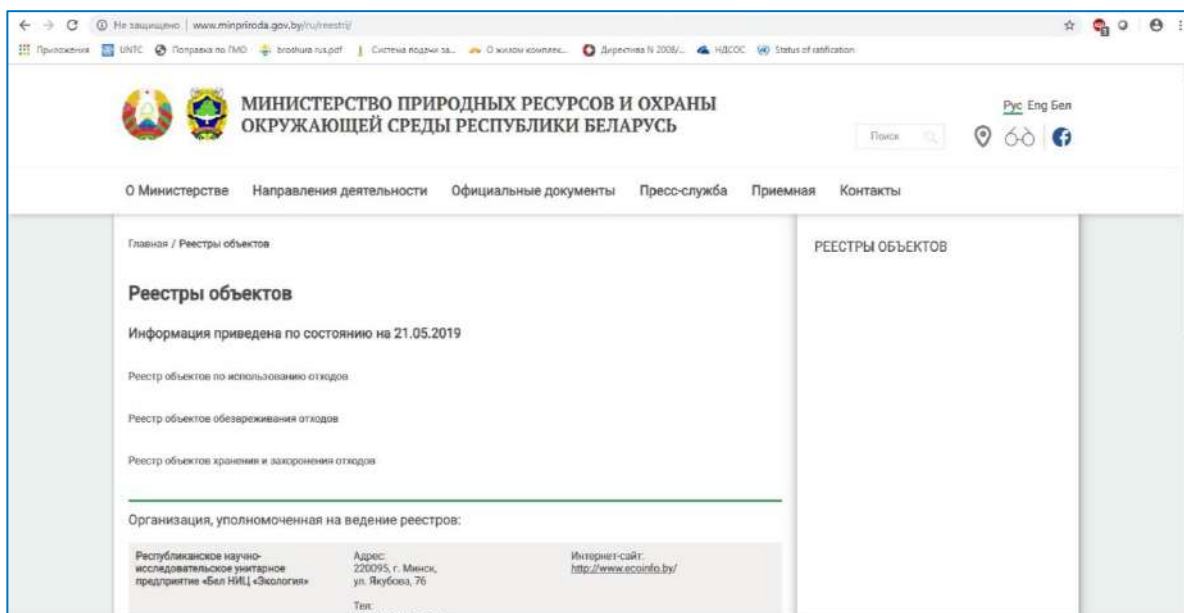 Не защищено | www.minpriroda.gov.by/ru/reestrij/
Приложения UNTC Поправка по ГМО broshura rus.pdf Система подачи за... О жилом комплек... Директива N 2008/... НДСОС Status of ratification
МИНИСТЕРСТВО ПРИРОДНЫХ РЕСУРСОВ И ОХРАНЫ
ОКРУЖАЮЩЕЙ СРЕДЫ РЕСПУБЛИКИ БЕЛАРУСЬ
Рус Eng Бел
Поиск
О Министерстве Направления деятельности Официальные документы Пресс-служба Приемная Контакты
Главная / Реестры объектов
РЕЕСТРЫ ОБЪЕКТОВ
Реестры объектов
Информация приведена по состоянию на 21.05.2019
Реестр объектов по использованию отходов
Реестр объектов обезвреживания отходов
Реестр объектов хранения и захоронения отходов
Организация, уполномоченная на ведение реестров:
Республиканское научно-
исследовательское унитарное
предприятие «Бел НИЦ «Экология»
Адрес:
220095, г. Минск,
ул. Якубова, 76
Тел:
Интернет-сайт:
http://www.ecoinfo.by/